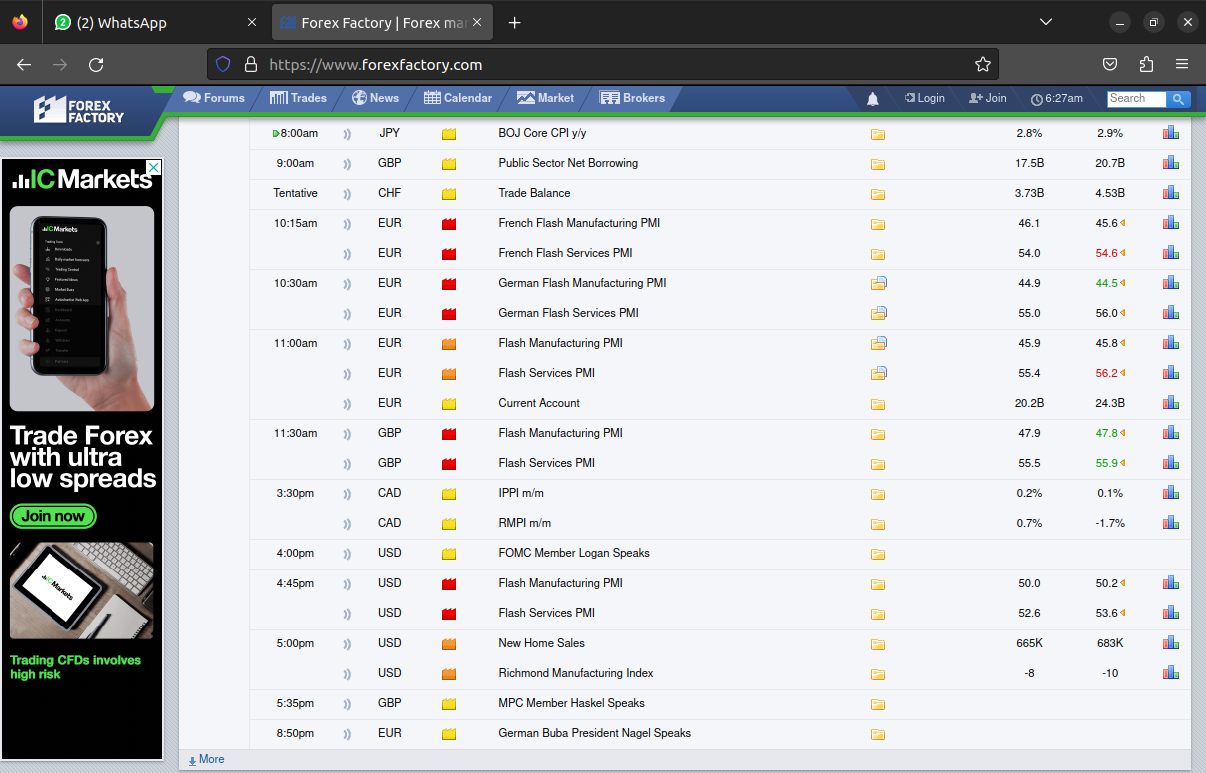 (2) WhatsApp
Forex Factory | Forex mar
https://www.forexfactory.com
FOREX FACTORY
Forums Trades News Calendar Market Brokers Login Join 6:27am Search
8:00am JPY BOJ Core CPI y/y 2.8% 2.9%
9:00am GBP Public Sector Net Borrowing 17.5B 20.7B
Tentative CHF Trade Balance 3.73B 4.53B
10:15am EUR French Flash Manufacturing PMI 46.1 45.6
EUR French Flash Services PMI 54.0 54.6
10:30am EUR German Flash Manufacturing PMI 44.9 44.5
EUR German Flash Services PMI 55.0 56.0
11:00am EUR Flash Manufacturing PMI 45.9 45.8
EUR Flash Services PMI 55.4 56.2
EUR Current Account 20.2B 24.3B
11:30am GBP Flash Manufacturing PMI 47.9 47.8
GBP Flash Services PMI 55.5 55.9
3:30pm CAD IPPI m/m 0.2% 0.1%
CAD RMPI m/m 0.7% -1.7%
4:00pm USD FOMC Member Logan Speaks
4:45pm USD Flash Manufacturing PMI 50.0 50.2
USD Flash Services PMI 52.6 53.6
5:00pm USD New Home Sales 665K 683K
USD Richmond Manufacturing Index -8 -10
5:35pm GBP MPC Member Haskel Speaks
8:50pm EUR German Buba President Nagel Speaks
More
IC Markets
IC Markets
Trade Forex
with ultra
low spreads
Join now
IC Markets
Trading CFDs involves
high risk